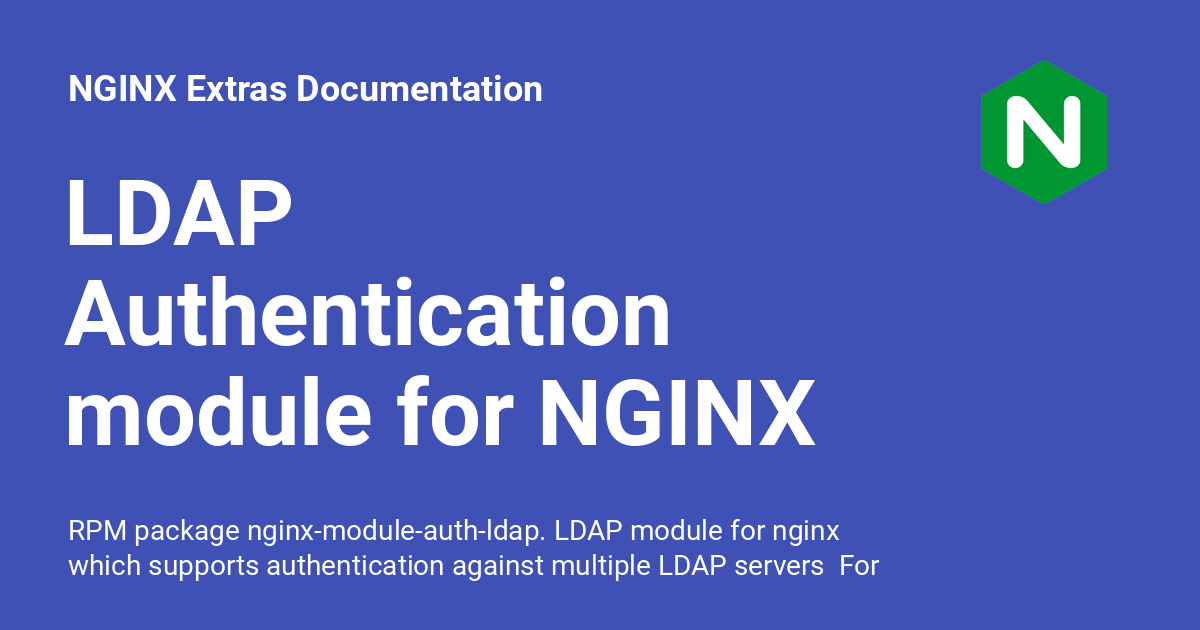 NGINX Extras Documentation
N
LDAP
Authentication
module for NGINX
RPM package nginx-module-auth-ldap. LDAP module for nginx
which supports authentication against multiple LDAP servers  For